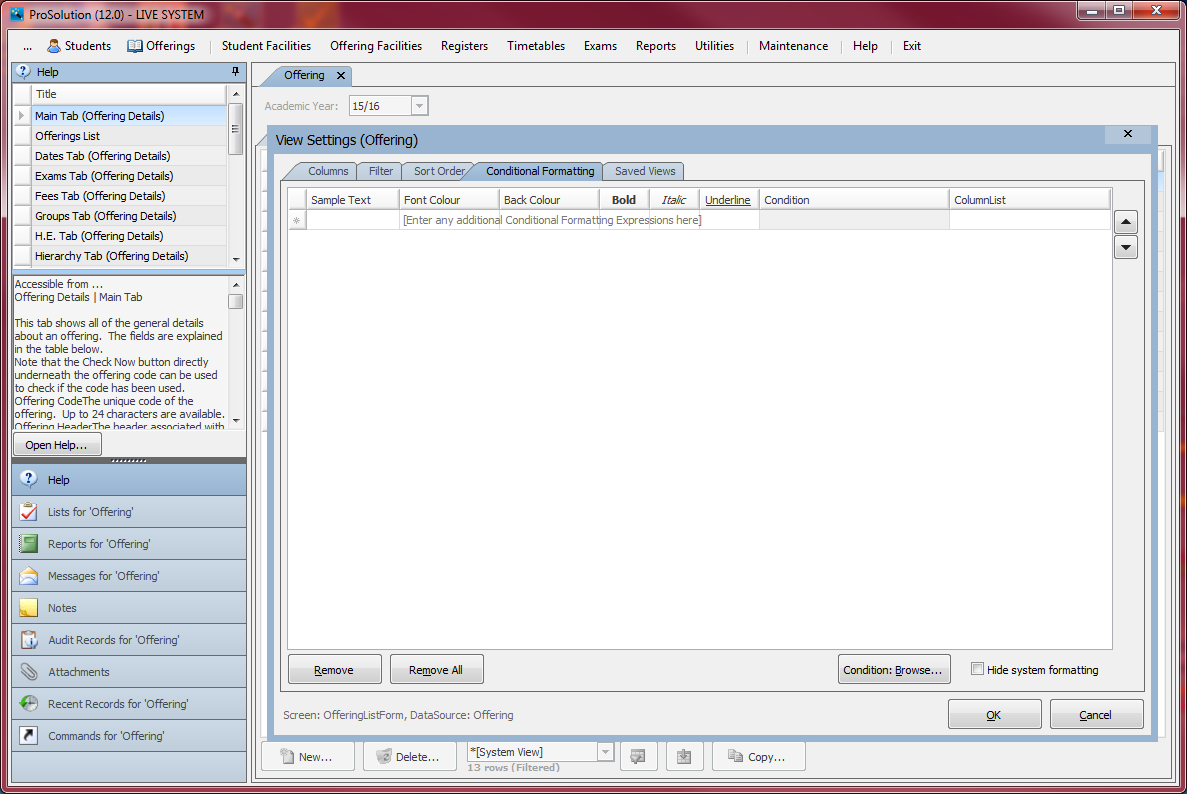 ProSolution (12.0) - LIVE SYSTEM
... Students Offerings Student Facilities Offering Facilities Registers Timetables Exams Reports Utilities Maintenance Help Exit
Help
Title
Main Tab (Offering Details)
Offerings List
Dates Tab (Offering Details)
Exams Tab (Offering Details)
Fees Tab (Offering Details)
Groups Tab (Offering Details)
H.E. Tab (Offering Details)
Hierarchy Tab (Offering Details)
Accessible from ...
Offering Details | Main Tab
This tab shows all of the general details
about an offering. The fields are explained
in the table below.
Note that the Check Now button directly
underneath the offering code can be used
to check if the code has been used.
Offering CodeThe unique code of the
offering. Up to 24 characters are available.
Offering HeaderThe header associated with
Open Help...
Help
Lists for 'Offering'
Reports for 'Offering'
Messages for 'Offering'
Notes
Audit Records for 'Offering'
Attachments
Recent Records for 'Offering'
Commands for 'Offering'
Offering
Academic Year: 15/16
View Settings (Offering)
Columns Filter Sort Order Conditional Formatting Saved Views
Sample Text Font Colour Back Colour Bold Italic Underline Condition ColumnList
[Enter any additional Conditional Formatting Expressions here]
Remove Remove All Condition: Browse... Hide system formatting
Screen: OfferingListForm, DataSource: Offering
OK Cancel
New... Delete... *[System View] Copy...
13 rows (Filtered)